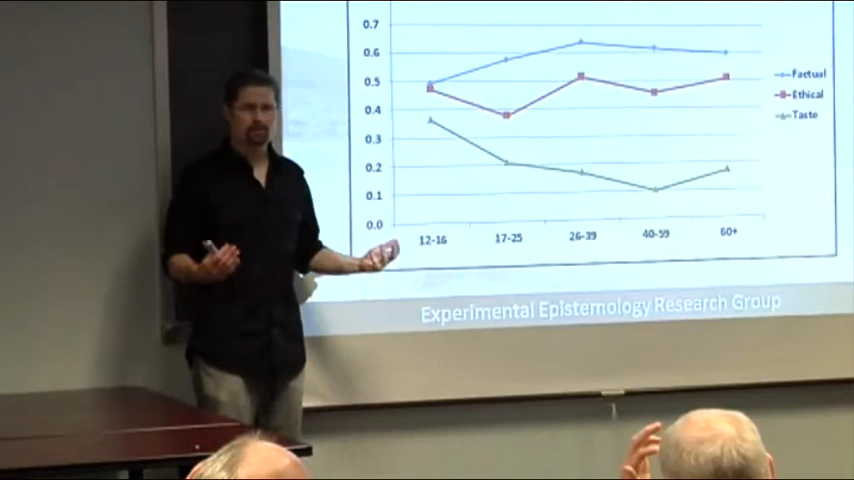 0.7
0.6
0.5
0.4
0.3
0.2
0.1
0.0
12-16 17-25 26-39 40-59 60+
Factual
Ethical
Taste
Experimental Epistemology Research Group